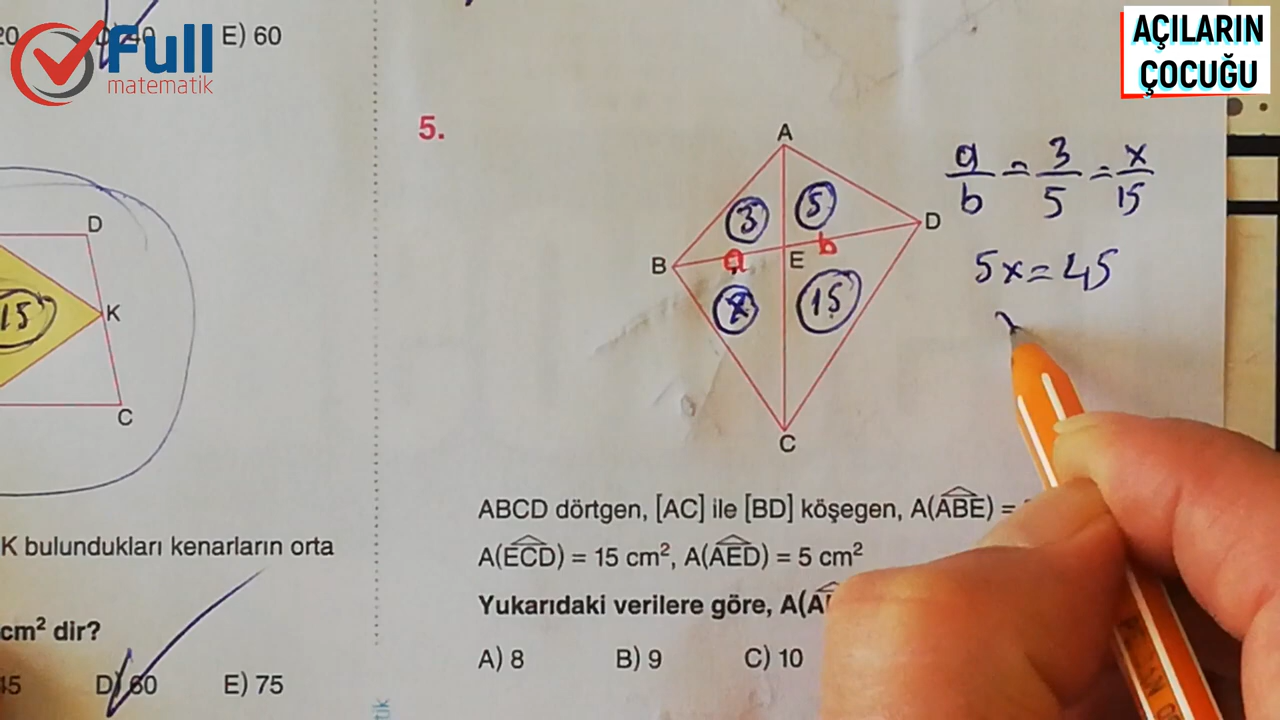 20
D) 40
E) 60
Full
matematik
AÇILARIN
ÇOCUĞU
D
15
K
C
K bulundukları kenarların orta
cm² dir?
45
D) 60
E) 75
5.
A
3
5
D
B
a
E
b
x
15
C
a/b = 3/5 = x/15
5x = 45
ABCD dörtgen, [AC] ile [BD] köşegen, A(ABE) =
A(ECD) = 15 cm², A(AED) = 5 cm²
Yukarıdaki verilere göre,
A) 8
B) 9
C) 10